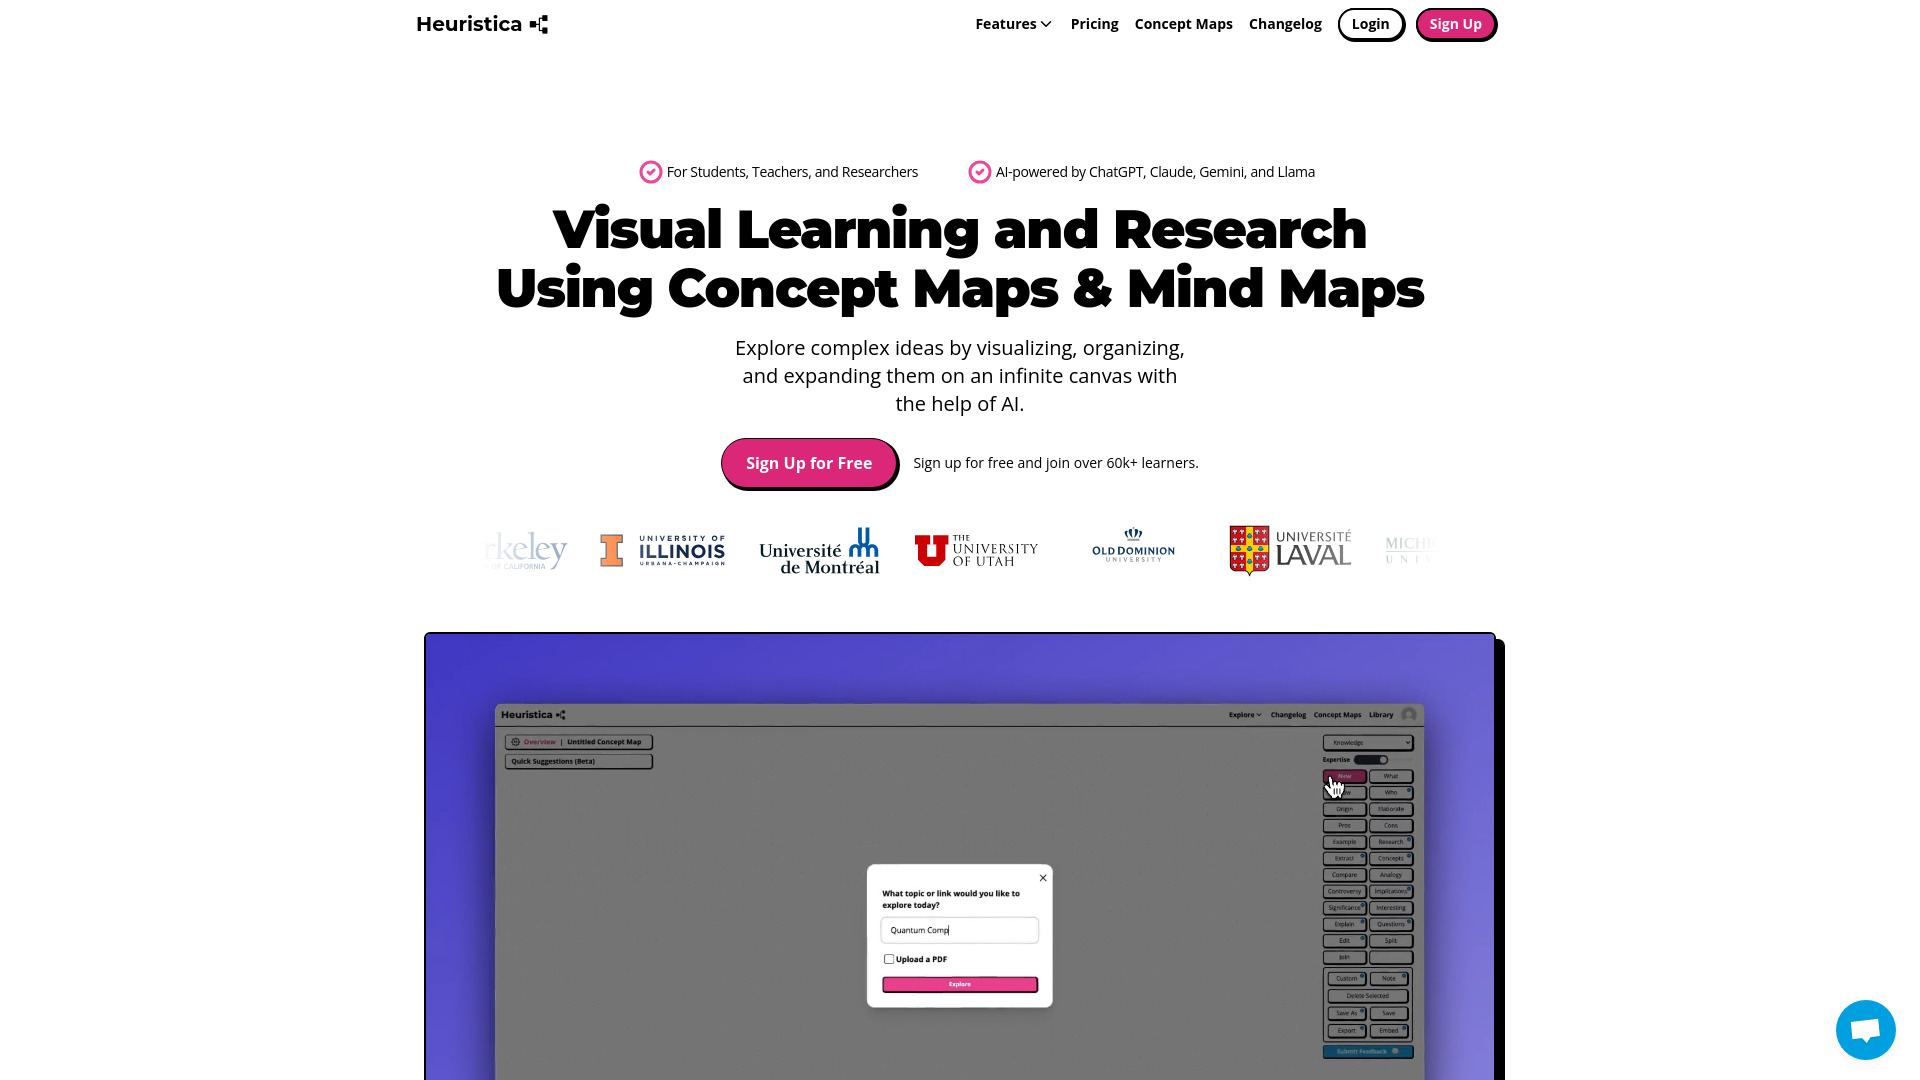 Heuristica
Features
Pricing
Concept Maps
Changelog
Login
Sign Up
For Students, Teachers, and Researchers
AI-powered by ChatGPT, Claude, Gemini, and Llama
Visual Learning and Research
Using Concept Maps & Mind Maps
Explore complex ideas by visualizing, organizing,
and expanding them on an infinite canvas with
the help of AI.
Sign Up for Free
Sign up for free and join over 60k+ learners.
rkeley
OF CALIFORNIA
UNIVERSITY OF
ILLINOIS
URBANA-CHAMPAIGN
Université
de Montréal
THE
UNIVERSITY
OF UTAH
OLD DOMINION
UNIVERSITY
UNIVERSITÉ
LAVAL
MICHI
UNIV
Heuristica
Explore
Changelog
Concept Maps
Library
Overview | Untitled Concept Map
Quick Suggestions (Beta)
Knowledge
Expertise
New
What
Who
Origin
Elaborate
Pros
Cons
Example
Research
Extract
Concepts
Compare
Analogy
Controversy
Implications
Significance
Interesting
Explain
Questions
Edit
Split
Join
Custom
Note
Delete Selected
Save As
Save
Export
Embed
Submit Feedback
What topic or link would you like to
explore today?
Quantum Comp
Upload a PDF
Explore